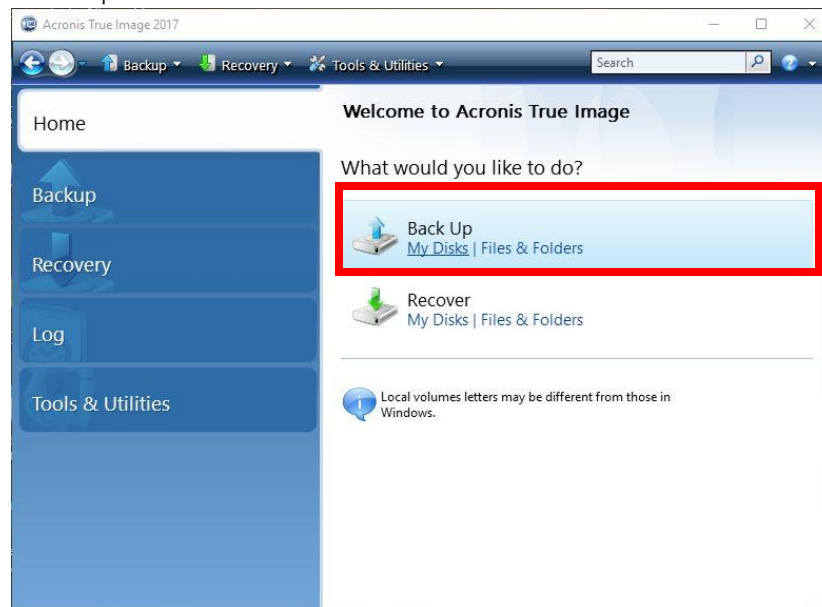 Acronis True Image 2017
Backup Recovery Tools & Utilities Search
Home
Backup
Recovery
Log
Tools & Utilities
Welcome to Acronis True Image
What would you like to do?
Back Up
My Disks | Files & Folders
Recover
My Disks | Files & Folders
Local volumes letters may be different from those in
Windows.